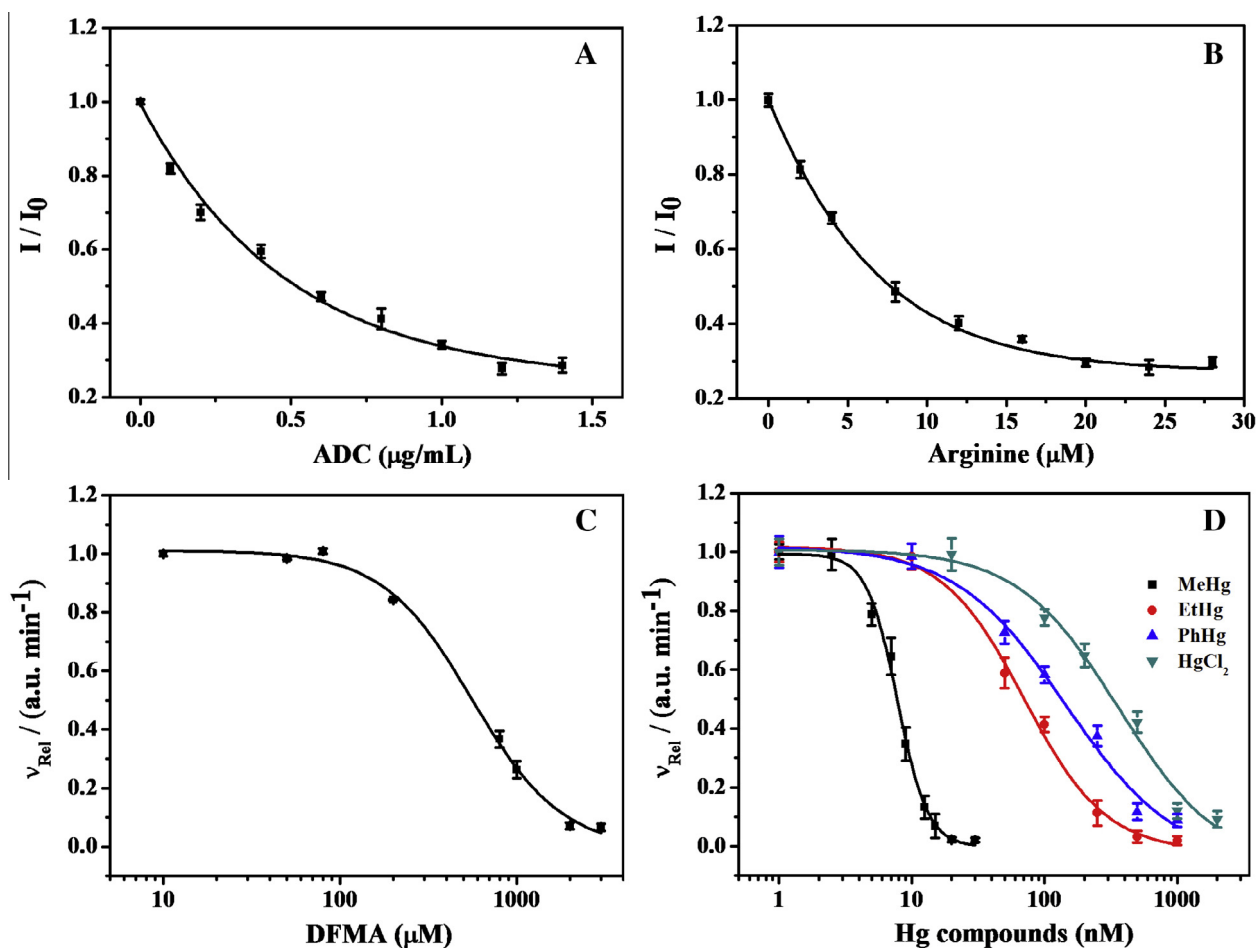 A
1.2
1.0
0.8
0.6
0.4
0.2
I / I0
0.0
0.5
1.0
1.5
ADC (μg/mL)
B
1.2
1.0
0.8
0.6
0.4
0.2
I / I0
0
5
10
15
20
25
30
Arginine (μM)
C
1.2
1.0
0.8
0.6
0.4
0.2
0.0
νRel / (a.u. min-1)
10
100
1000
DFMA (μM)
D
1.2
1.0
0.8
0.6
0.4
0.2
0.0
νRel / (a.u. min-1)
MeHg
EtHg
PhHg
HgCl2
1
10
100
1000
Hg compounds (nM)